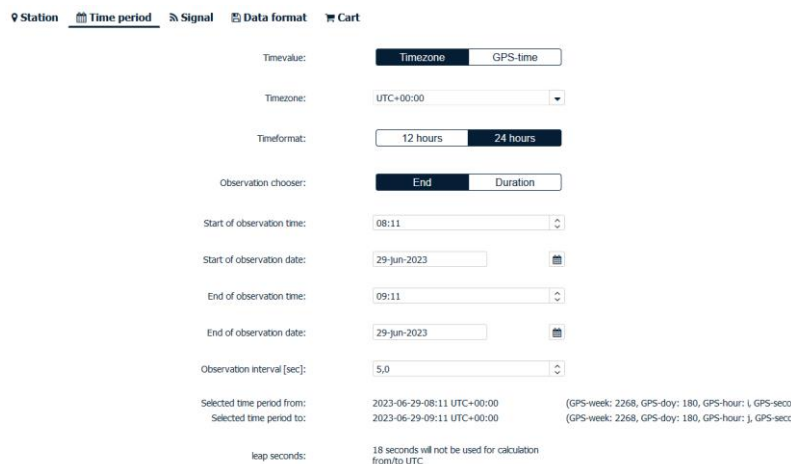 Station Time period Signal Data format Cart
Timevalue: Timezone GPS-time
Timezone: UTC+00:00
Timeformat: 12 hours 24 hours
Observation chooser: End Duration
Start of observation time: 08:11
Start of observation date: 29-jun-2023
End of observation time: 09:11
End of observation date: 29-jun-2023
Observation interval [sec]: 5,0
Selected time period from: 2023-06-29-08:11 UTC+00:00 (GPS-week: 2268, GPS-doy: 180, GPS-hour: i, GPS-seco
Selected time period to: 2023-06-29-09:11 UTC+00:00 (GPS-week: 2268, GPS-doy: 180, GPS-hour: j, GPS-seco
leap seconds: 18 seconds will not be used for calculation
from/to UTC